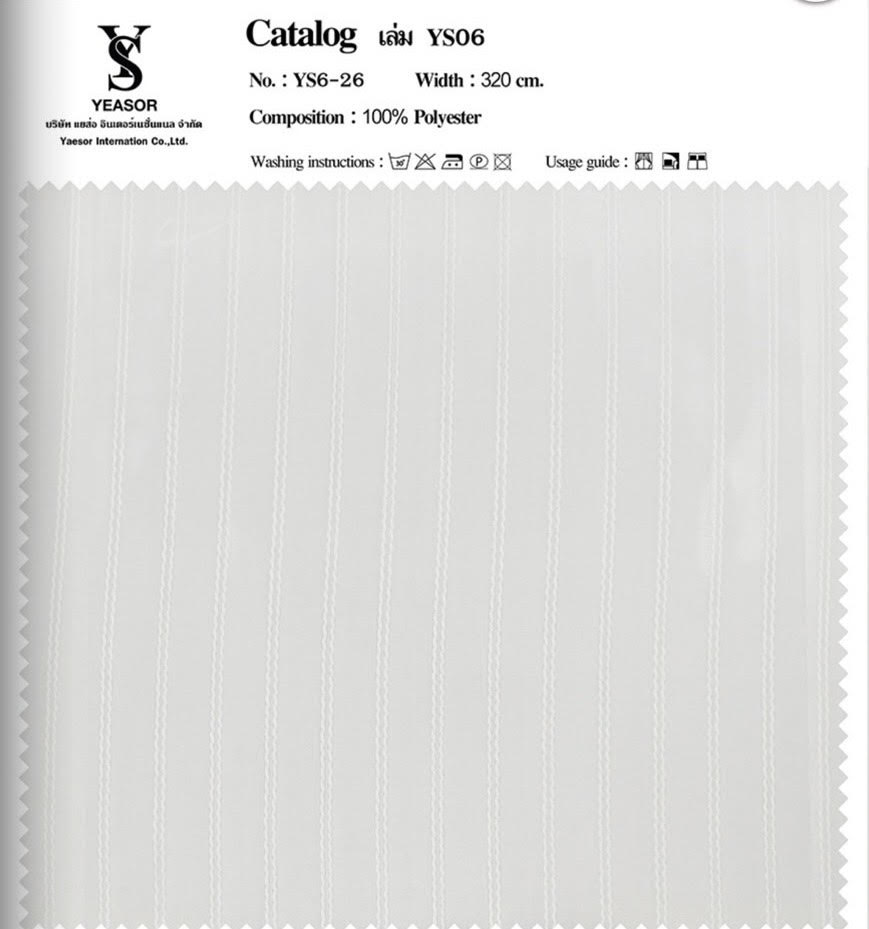 YS
YEASOR
บริษัท แยส่อ อินเตอร์เนชั่นแนล จำกัด
Yaesor Internation Co.,Ltd.
Catalog เล่ม YS06
No. : YS6-26 Width : 320 cm.
Composition : 100% Polyester
Washing instructions : 30° P Usage guide :